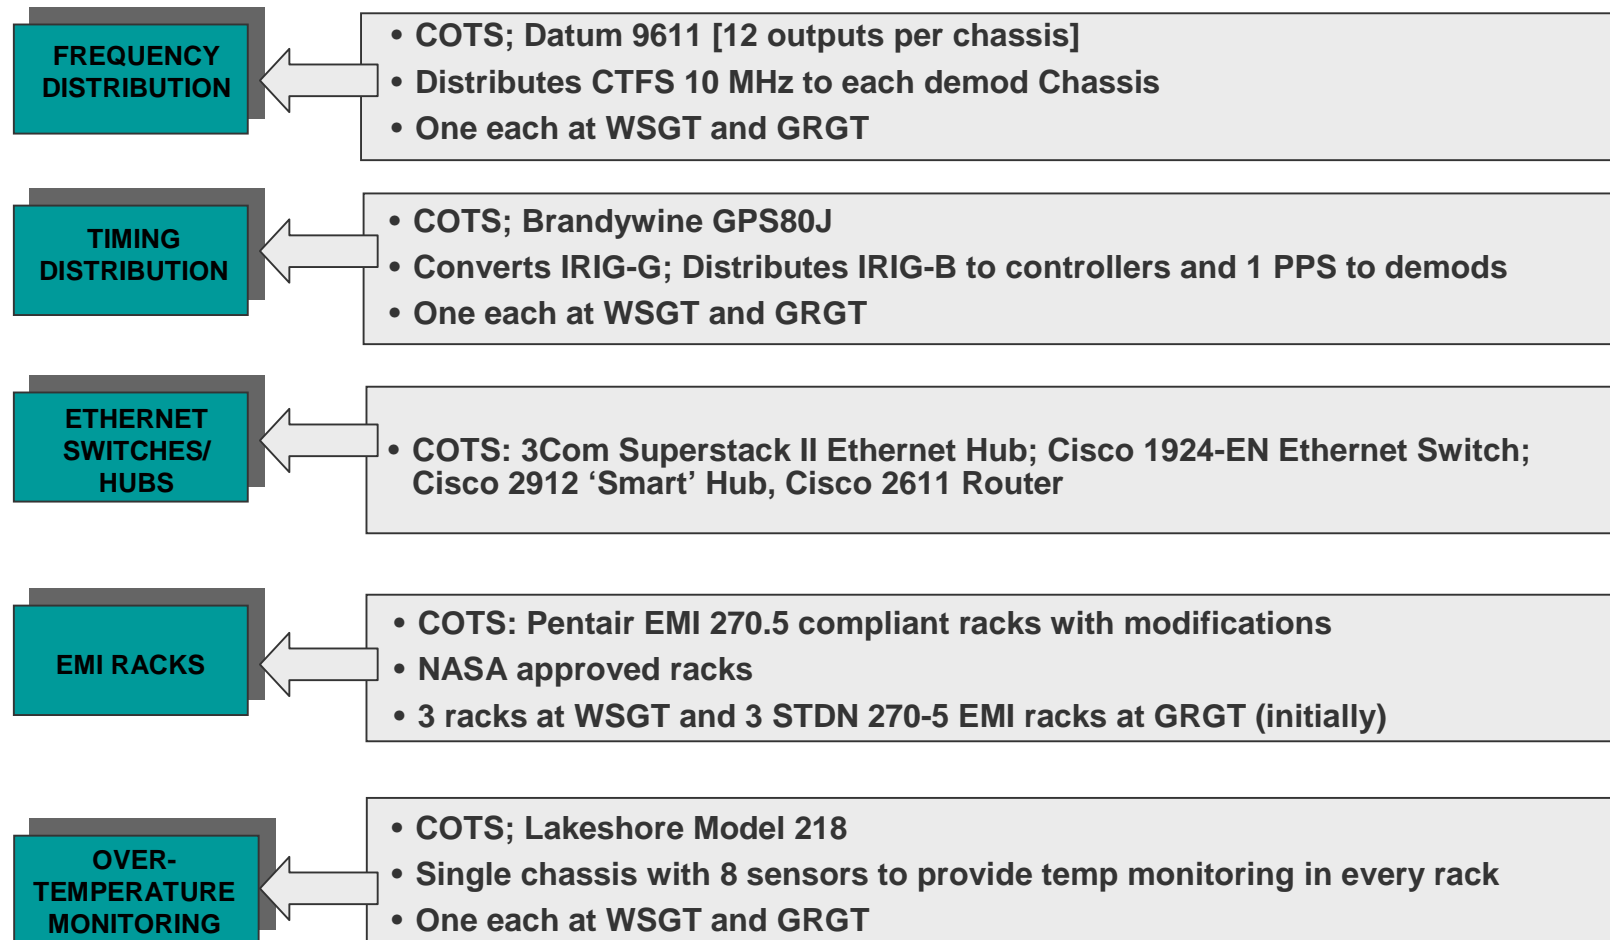 FREQUENCY
DISTRIBUTION
• COTS; Datum 9611 [12 outputs per chassis]
• Distributes CTFS 10 MHz to each demod Chassis
• One each at WSGT and GRGT
TIMING
DISTRIBUTION
• COTS; Brandywine GPS80J
• Converts IRIG-G; Distributes IRIG-B to controllers and 1 PPS to demods
• One each at WSGT and GRGT
ETHERNET
SWITCHES/
HUBS
• COTS: 3Com Superstack II Ethernet Hub; Cisco 1924-EN Ethernet Switch;
Cisco 2912 ‘Smart’ Hub, Cisco 2611 Router
EMI RACKS
• COTS: Pentair EMI 270.5 compliant racks with modifications
• NASA approved racks
• 3 racks at WSGT and 3 STDN 270-5 EMI racks at GRGT (initially)
OVER-
TEMPERATURE
MONITORING
• COTS; Lakeshore Model 218
• Single chassis with 8 sensors to provide temp monitoring in every rack
• One each at WSGT and GRGT